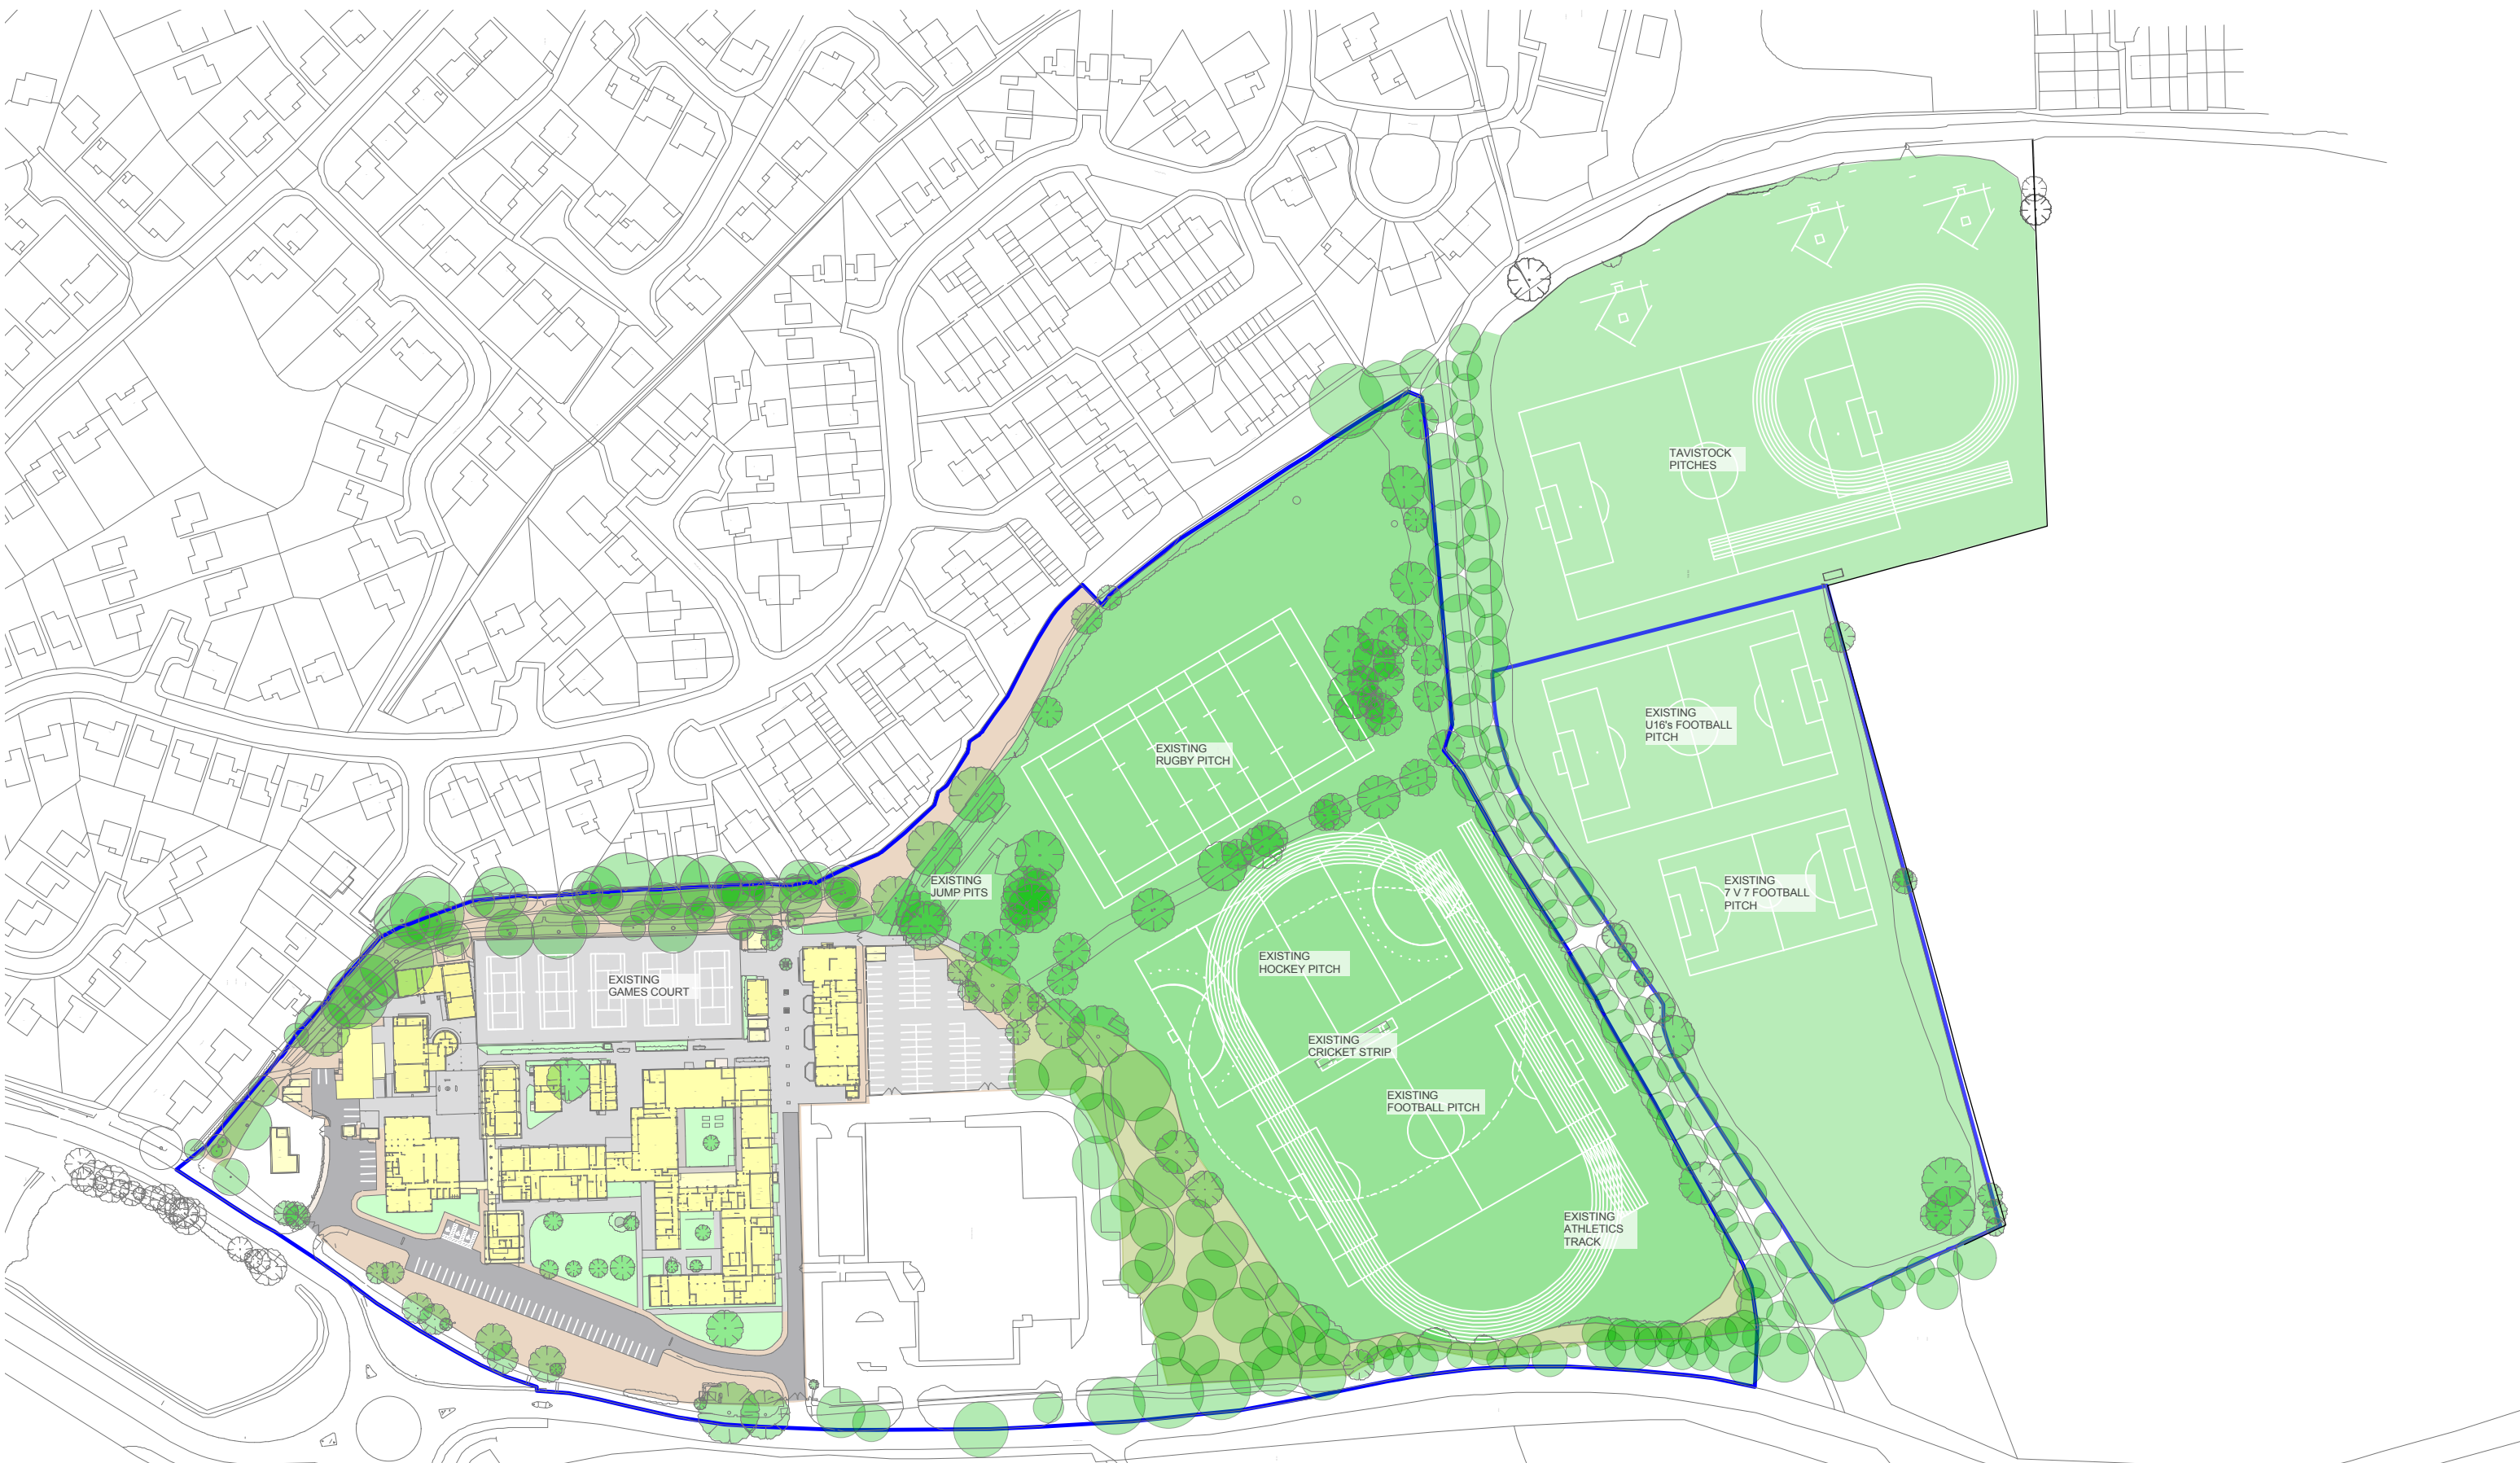 TAVISTOCK
PITCHES
EXISTING
U16's FOOTBALL
PITCH
EXISTING
RUGBY PITCH
EXISTING
JUMP PITS
EXISTING
7 V 7 FOOTBALL
PITCH
EXISTING
HOCKEY PITCH
EXISTING
GAMES COURT
EXISTING
CRICKET STRIP
EXISTING
FOOTBALL PITCH
EXISTING
ATHLETICS
TRACK